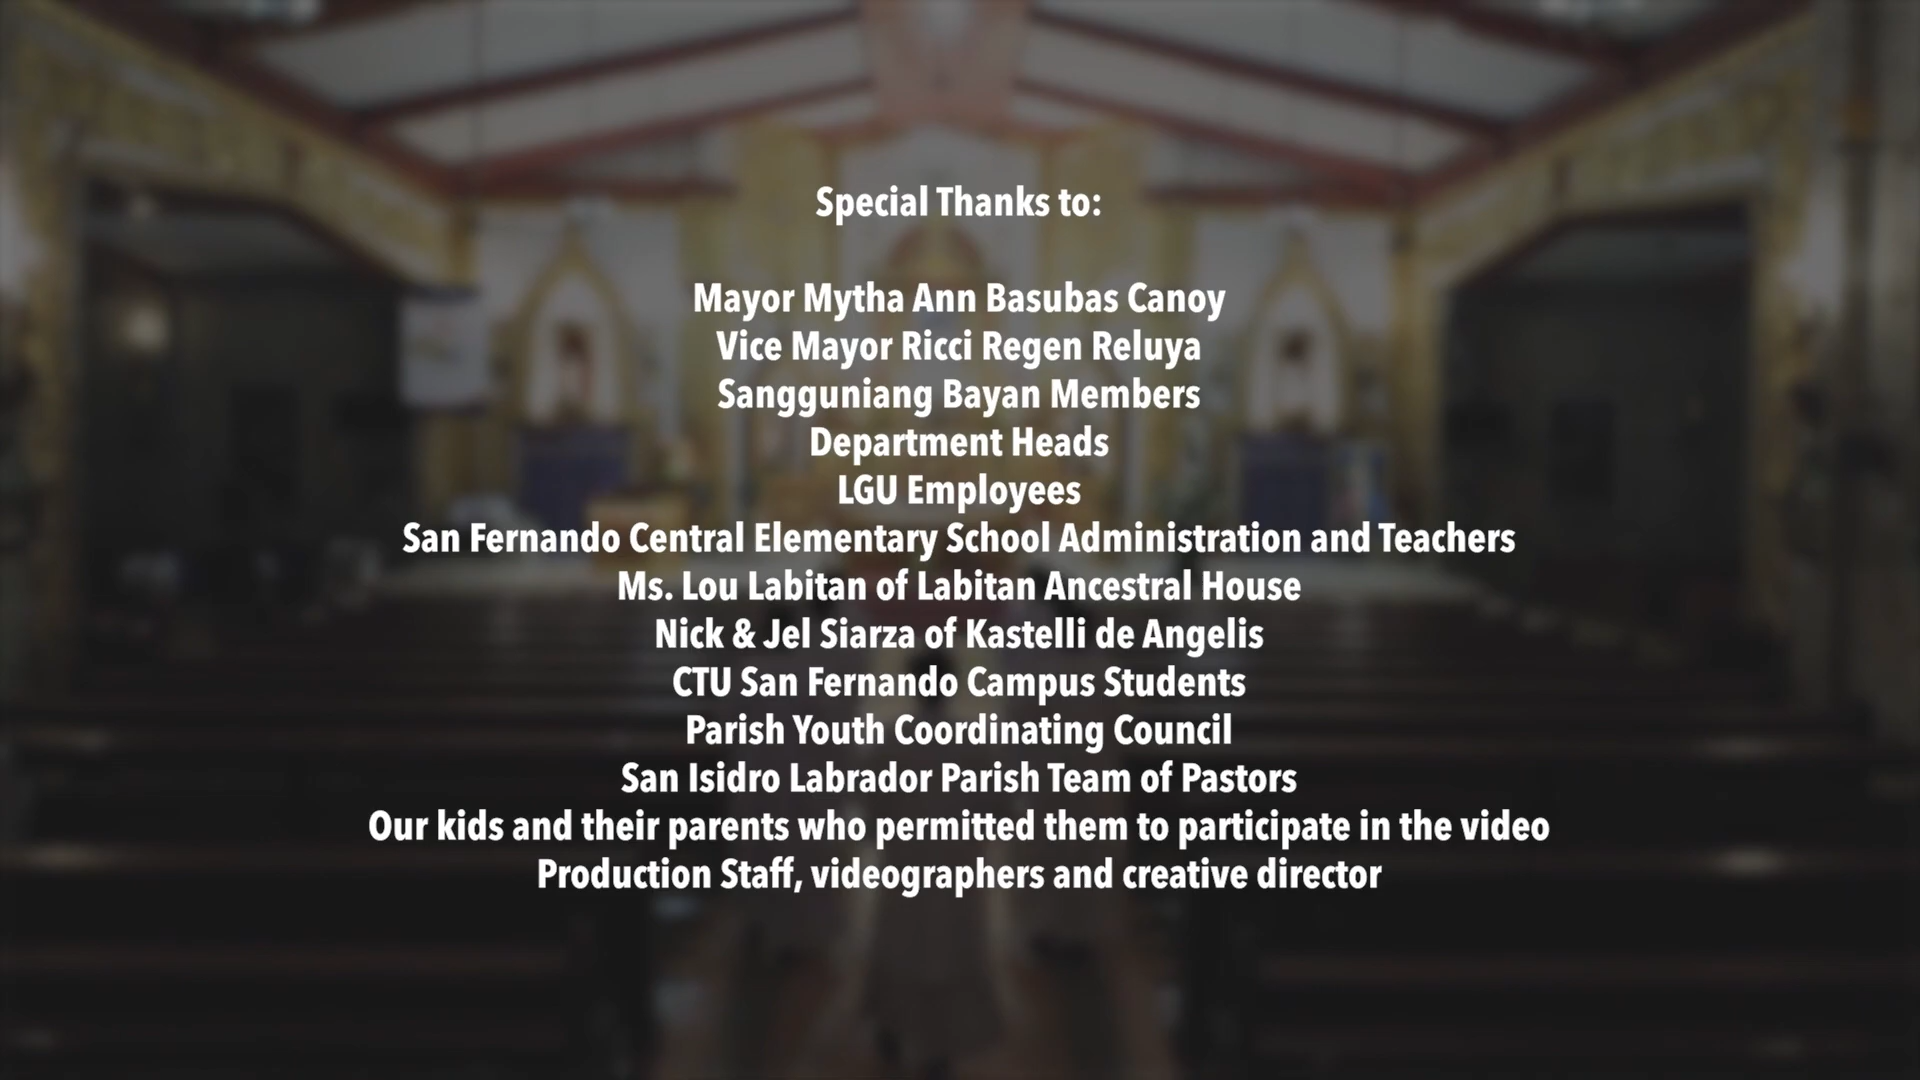 Special Thanks to:
Mayor Mytha Ann Basubas Canoy
Vice Mayor Ricci Regen Reluya
Sangguniang Bayan Members
Department Heads
LGU Employees
San Fernando Central Elementary School Administration and Teachers
Ms. Lou Labitan of Labitan Ancestral House
Nick & Jel Siarza of Kastelli de Angelis
CTU San Fernando Campus Students
Parish Youth Coordinating Council
San Isidro Labrador Parish Team of Pastors
Our kids and their parents who permitted them to participate in the video
Production Staff, videographers and creative director